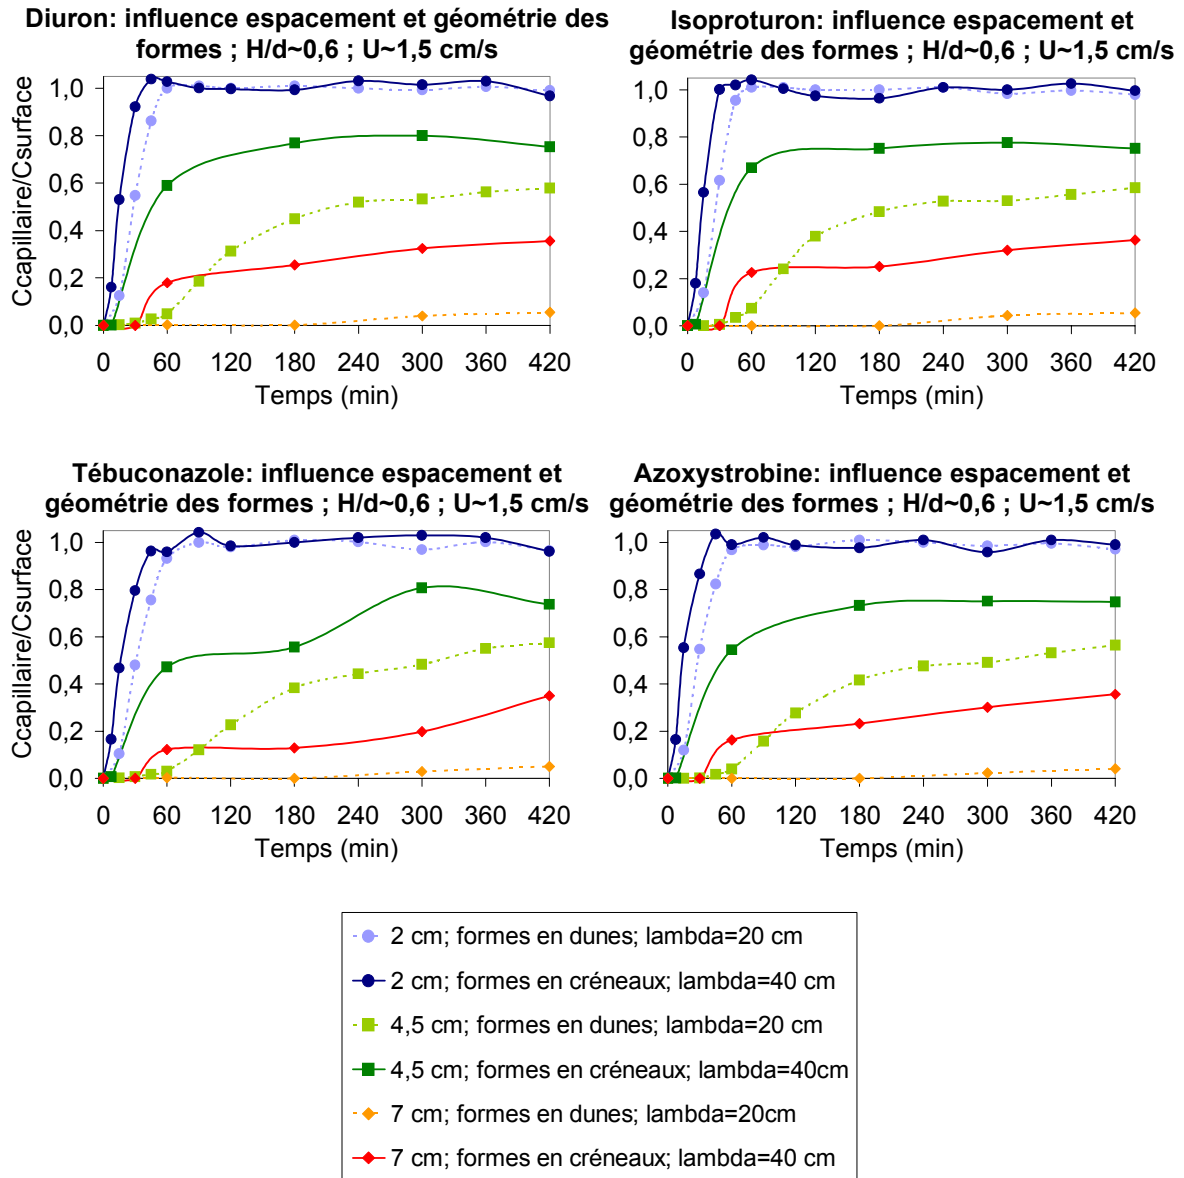 Diuron: influence espacement et géométrie des
formes ; H/d~0,6 ; U~1,5 cm/s
Ccapillaire/Csurface
1,0
0,8
0,6
0,4
0,2
0,0
0 60 120 180 240 300 360 420
Temps (min)
Isoproturon: influence espacement et
géométrie des formes ; H/d~0,6 ; U~1,5 cm/s
1,0
0,8
0,6
0,4
0,2
0,0
0 60 120 180 240 300 360 420
Temps (min)
Tébuconazole: influence espacement et
géométrie des formes ; H/d~0,6 ; U~1,5 cm/s
Ccapillaire/Csurface
1,0
0,8
0,6
0,4
0,2
0,0
0 60 120 180 240 300 360 420
Temps (min)
Azoxystrobine: influence espacement et
géométrie des formes ; H/d~0,6 ; U~1,5 cm/s
1,0
0,8
0,6
0,4
0,2
0,0
0 60 120 180 240 300 360 420
Temps (min)
2 cm; formes en dunes; lambda=20 cm
2 cm; formes en créneaux; lambda=40 cm
4,5 cm; formes en dunes; lambda=20 cm
4,5 cm; formes en créneaux; lambda=40cm
7 cm; formes en dunes; lambda=20cm
7 cm; formes en créneaux; lambda=40 cm